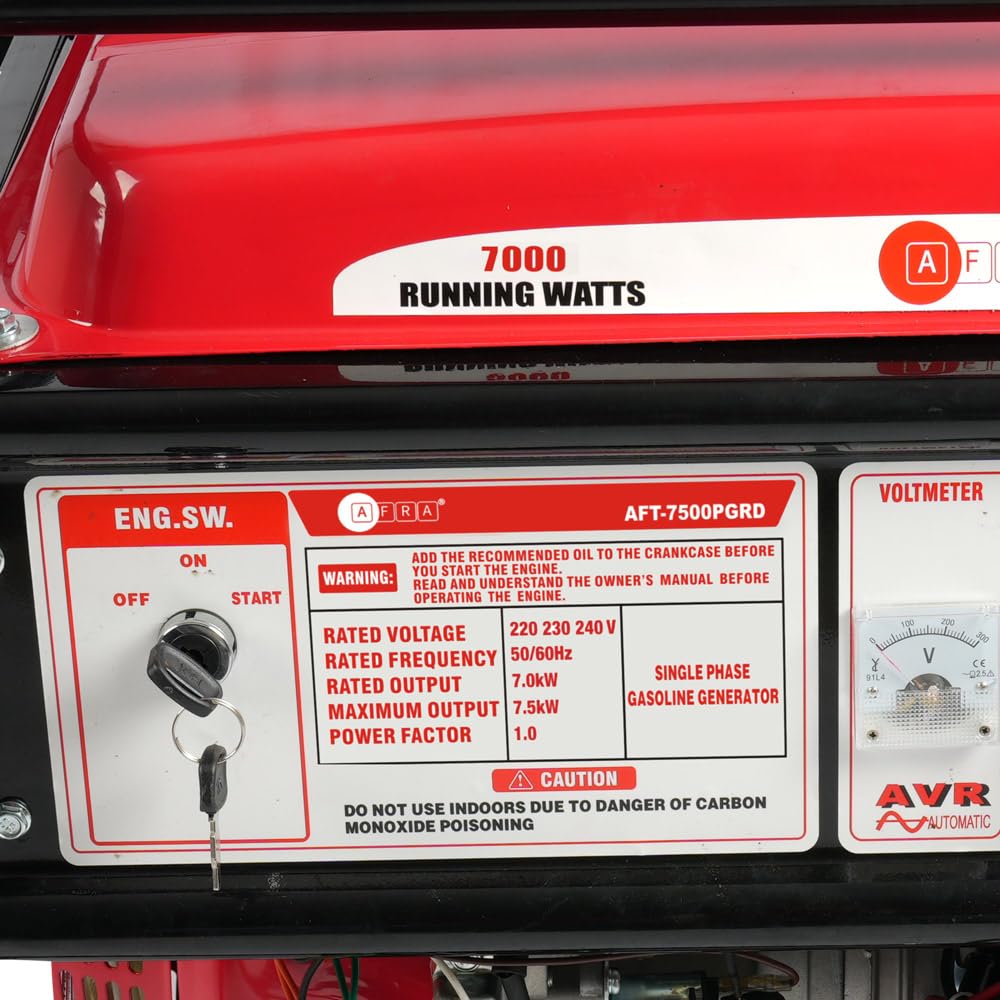 7000
RUNNING WATTS
A F
ENG.SW.
ON
OFF
START
AFRA®
AFT-7500PGRD
WARNING:
ADD THE RECOMMENDED OIL TO THE CRANKCASE BEFORE
YOU START THE ENGINE.
READ AND UNDERSTAND THE OWNER'S MANUAL BEFORE
OPERATING THE ENGINE.
RATED VOLTAGE 220 230 240 V
RATED FREQUENCY 50/60Hz
RATED OUTPUT 7.0kW
MAXIMUM OUTPUT 7.5kW
POWER FACTOR 1.0
SINGLE PHASE
GASOLINE GENERATOR
CAUTION
DO NOT USE INDOORS DUE TO DANGER OF CARBON
MONOXIDE POISONING
VOLTMETER
0 100 200 300
V
91L4
CE
2.5
AVR
AUTOMATIC